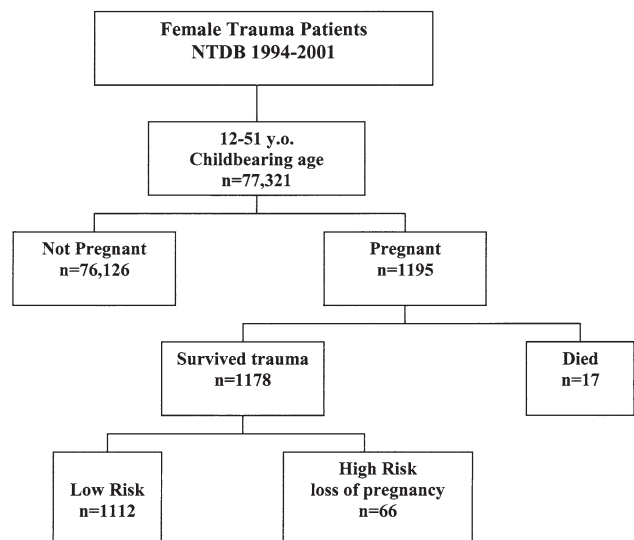 Female Trauma Patients
NTDB 1994-2001
12-51 y.o.
Childbearing age
n=77,321
Not Pregnant
n=76,126
Pregnant
n=1195
Survived trauma
n=1178
Died
n=17
Low Risk
n=1112
High Risk
loss of pregnancy
n=66